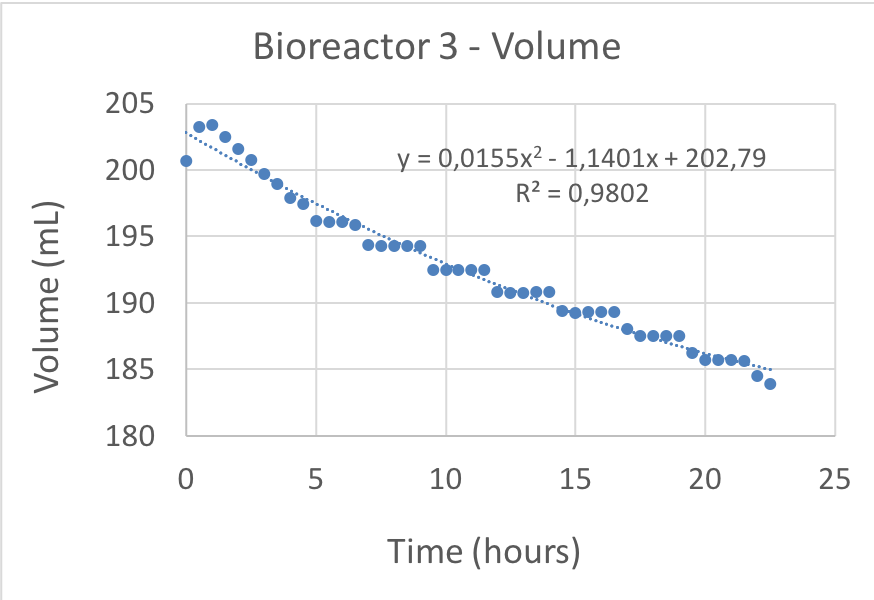 Bioreactor 3 - Volume
205
200
195
190
185
180
Volume (mL)
y = 0,0155x² - 1,1401x + 202,79
R² = 0,9802
0 5 10 15 20 25
Time (hours)